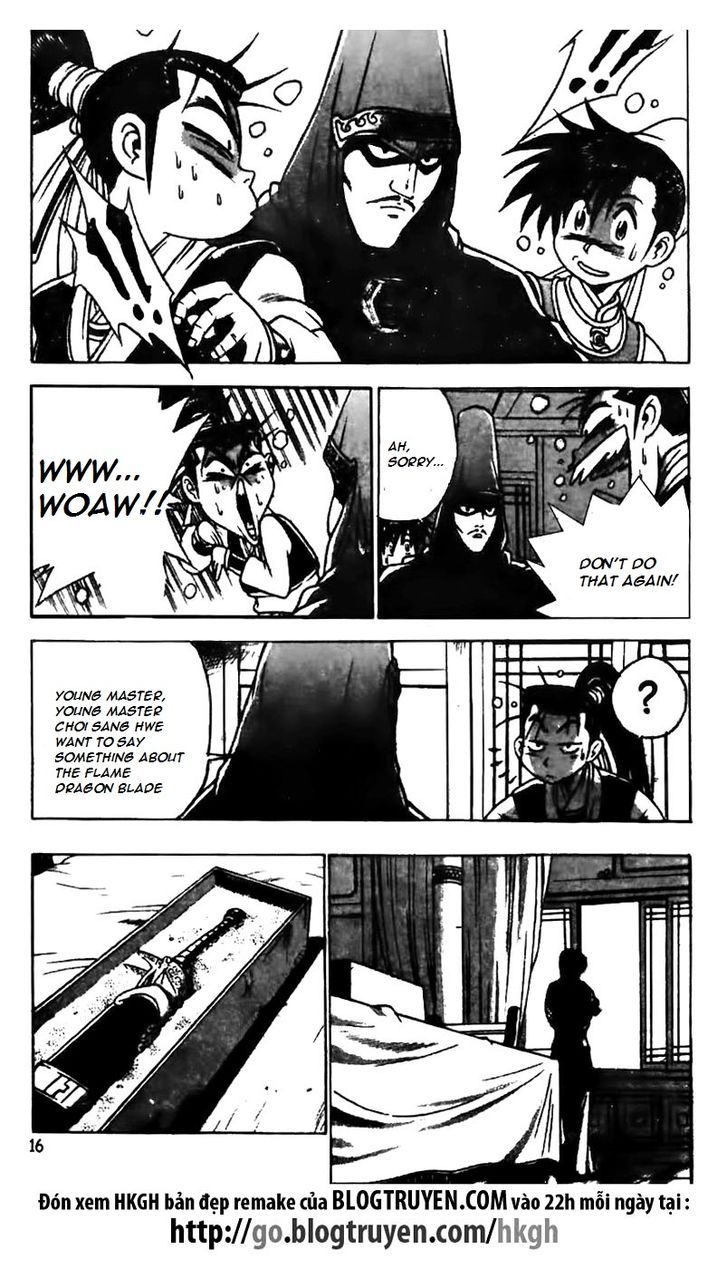 WWW...
WOAW!!
AH,
SORRY...
DON'T DO
THAT AGAIN!
YOUNG MASTER,
YOUNG MASTER
CHOI SANG HWE
WANT TO SAY
SOMETHING ABOUT
THE FLAME
DRAGON BLADE
?
16
Đón xem HKGH bản đẹp remake của BLOGTRUYEN.COM vào 22h mỗi ngày tại :
http://go.blogtruyen.com/hkgh